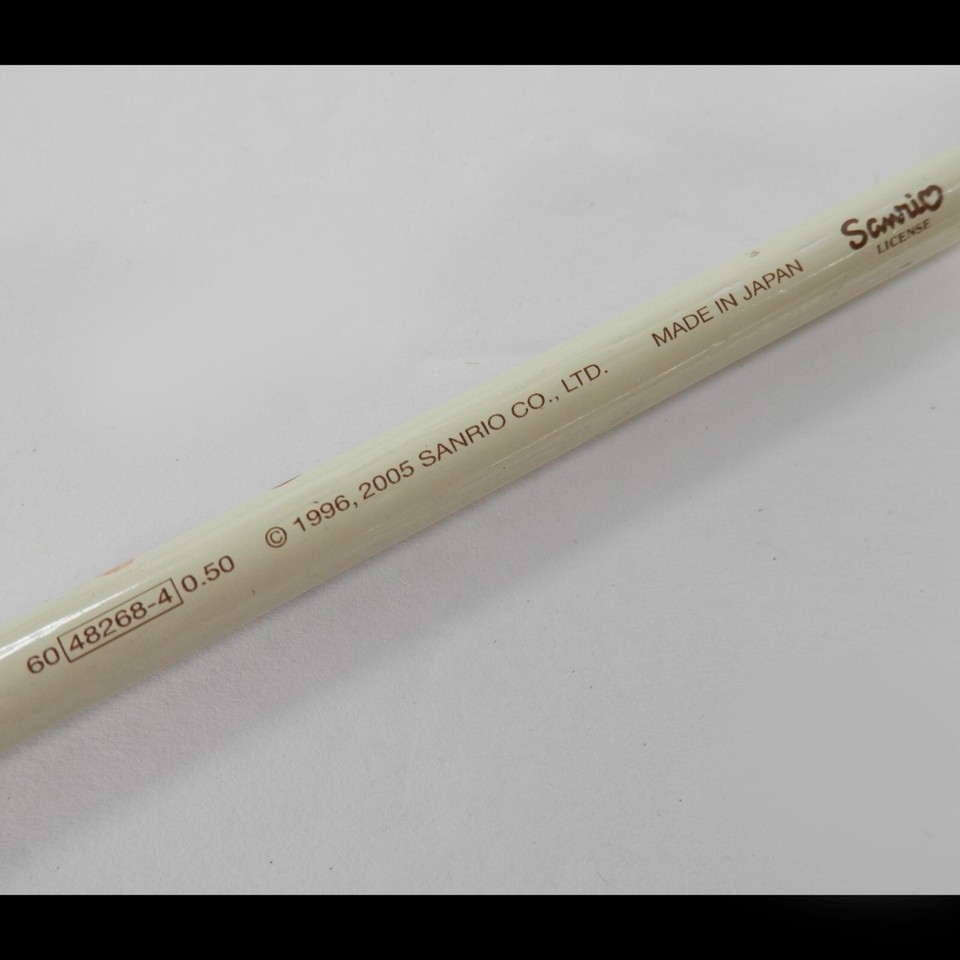 60 48268-4 0.50 © 1996, 2005 SANRIO CO., LTD. MADE IN JAPAN Sanrio
LICENSE